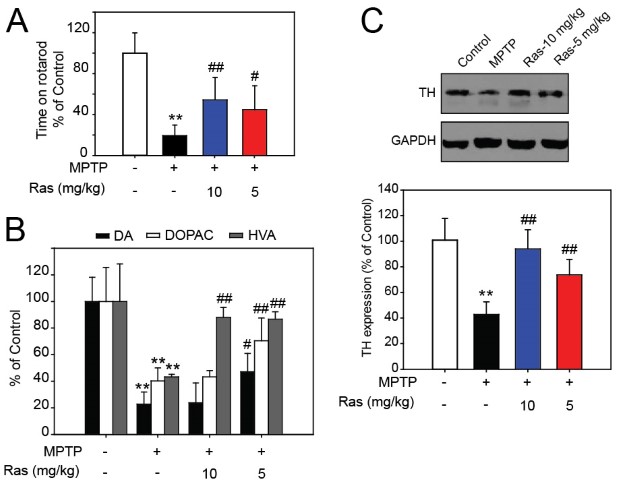 A
Time on rotarod
% of Control
120
80
40
0
**
##
#
MPTP - + + +
Ras (mg/kg) - - 10 5
B
DA DOPAC HVA
% of Control
120
100
80
60
40
20
0
** ** **
##
# ## ##
MPTP - + + +
Ras (mg/kg) - - 10 5
C
Control MPTP Ras-10 mg/kg Ras-5 mg/kg
TH
GAPDH
TH expression (% of Control)
140
120
100
80
60
40
20
0
**
##
##
MPTP - + + +
Ras (mg/kg) - - 10 5